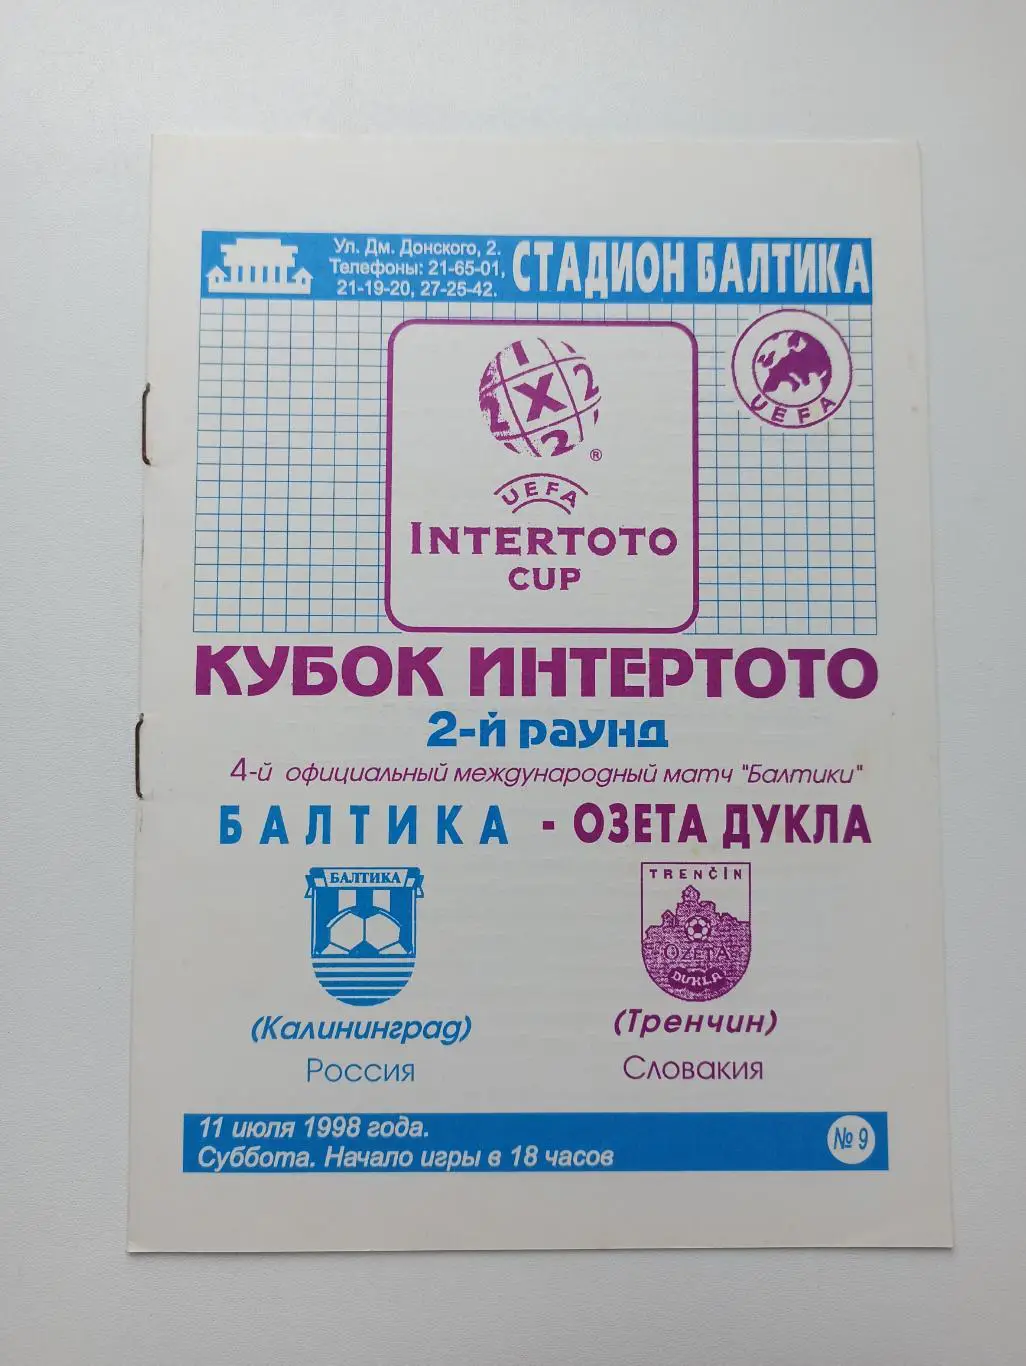 Ул. Дм. Донского, 2.
Телефоны: 21-65-01,
21-19-20, 27-25-42.
СТАДИОН БАЛТИКА
1
2 X 2
2
®
UEFA
INTERTOTO
CUP
UEFA
КУБОК ИНТЕРТОТО
2-й раунд
4-й официальный международный матч "Балтики"
БАЛТИКА - ОЗЕТА ДУКЛА
БАЛТИКА
TRENČÍN
OZETA
DUKLA
(Калининград)
Россия
(Тренчин)
Словакия
11 июля 1998 года.
Суббота. Начало игры в 18 часов
№ 9